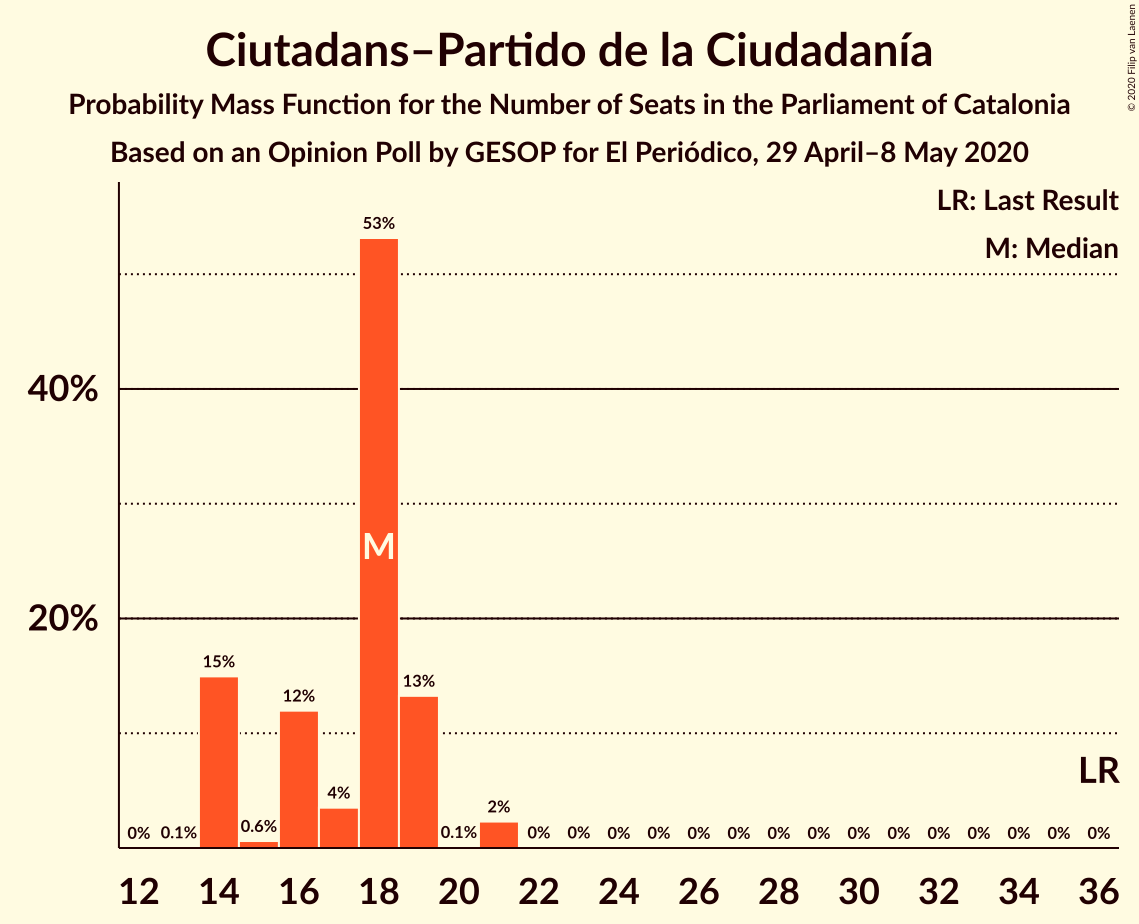 Ciutadans–Partido de la Ciudadanía
Probability Mass Function for the Number of Seats in the Parliament of Catalonia
Based on an Opinion Poll by GESOP for El Periódico, 29 April–8 May 2020
© 2020 Filip van Laenen
LR: Last Result
M: Median
53%
40%
M
20%
15%
13%
12%
LR
4%
2%
0% 0.1% 0.6% 0.1% 0% 0% 0% 0% 0% 0% 0% 0% 0% 0% 0% 0% 0% 0% 0%
12 14 16 18 20 22 24 26 28 30 32 34 36